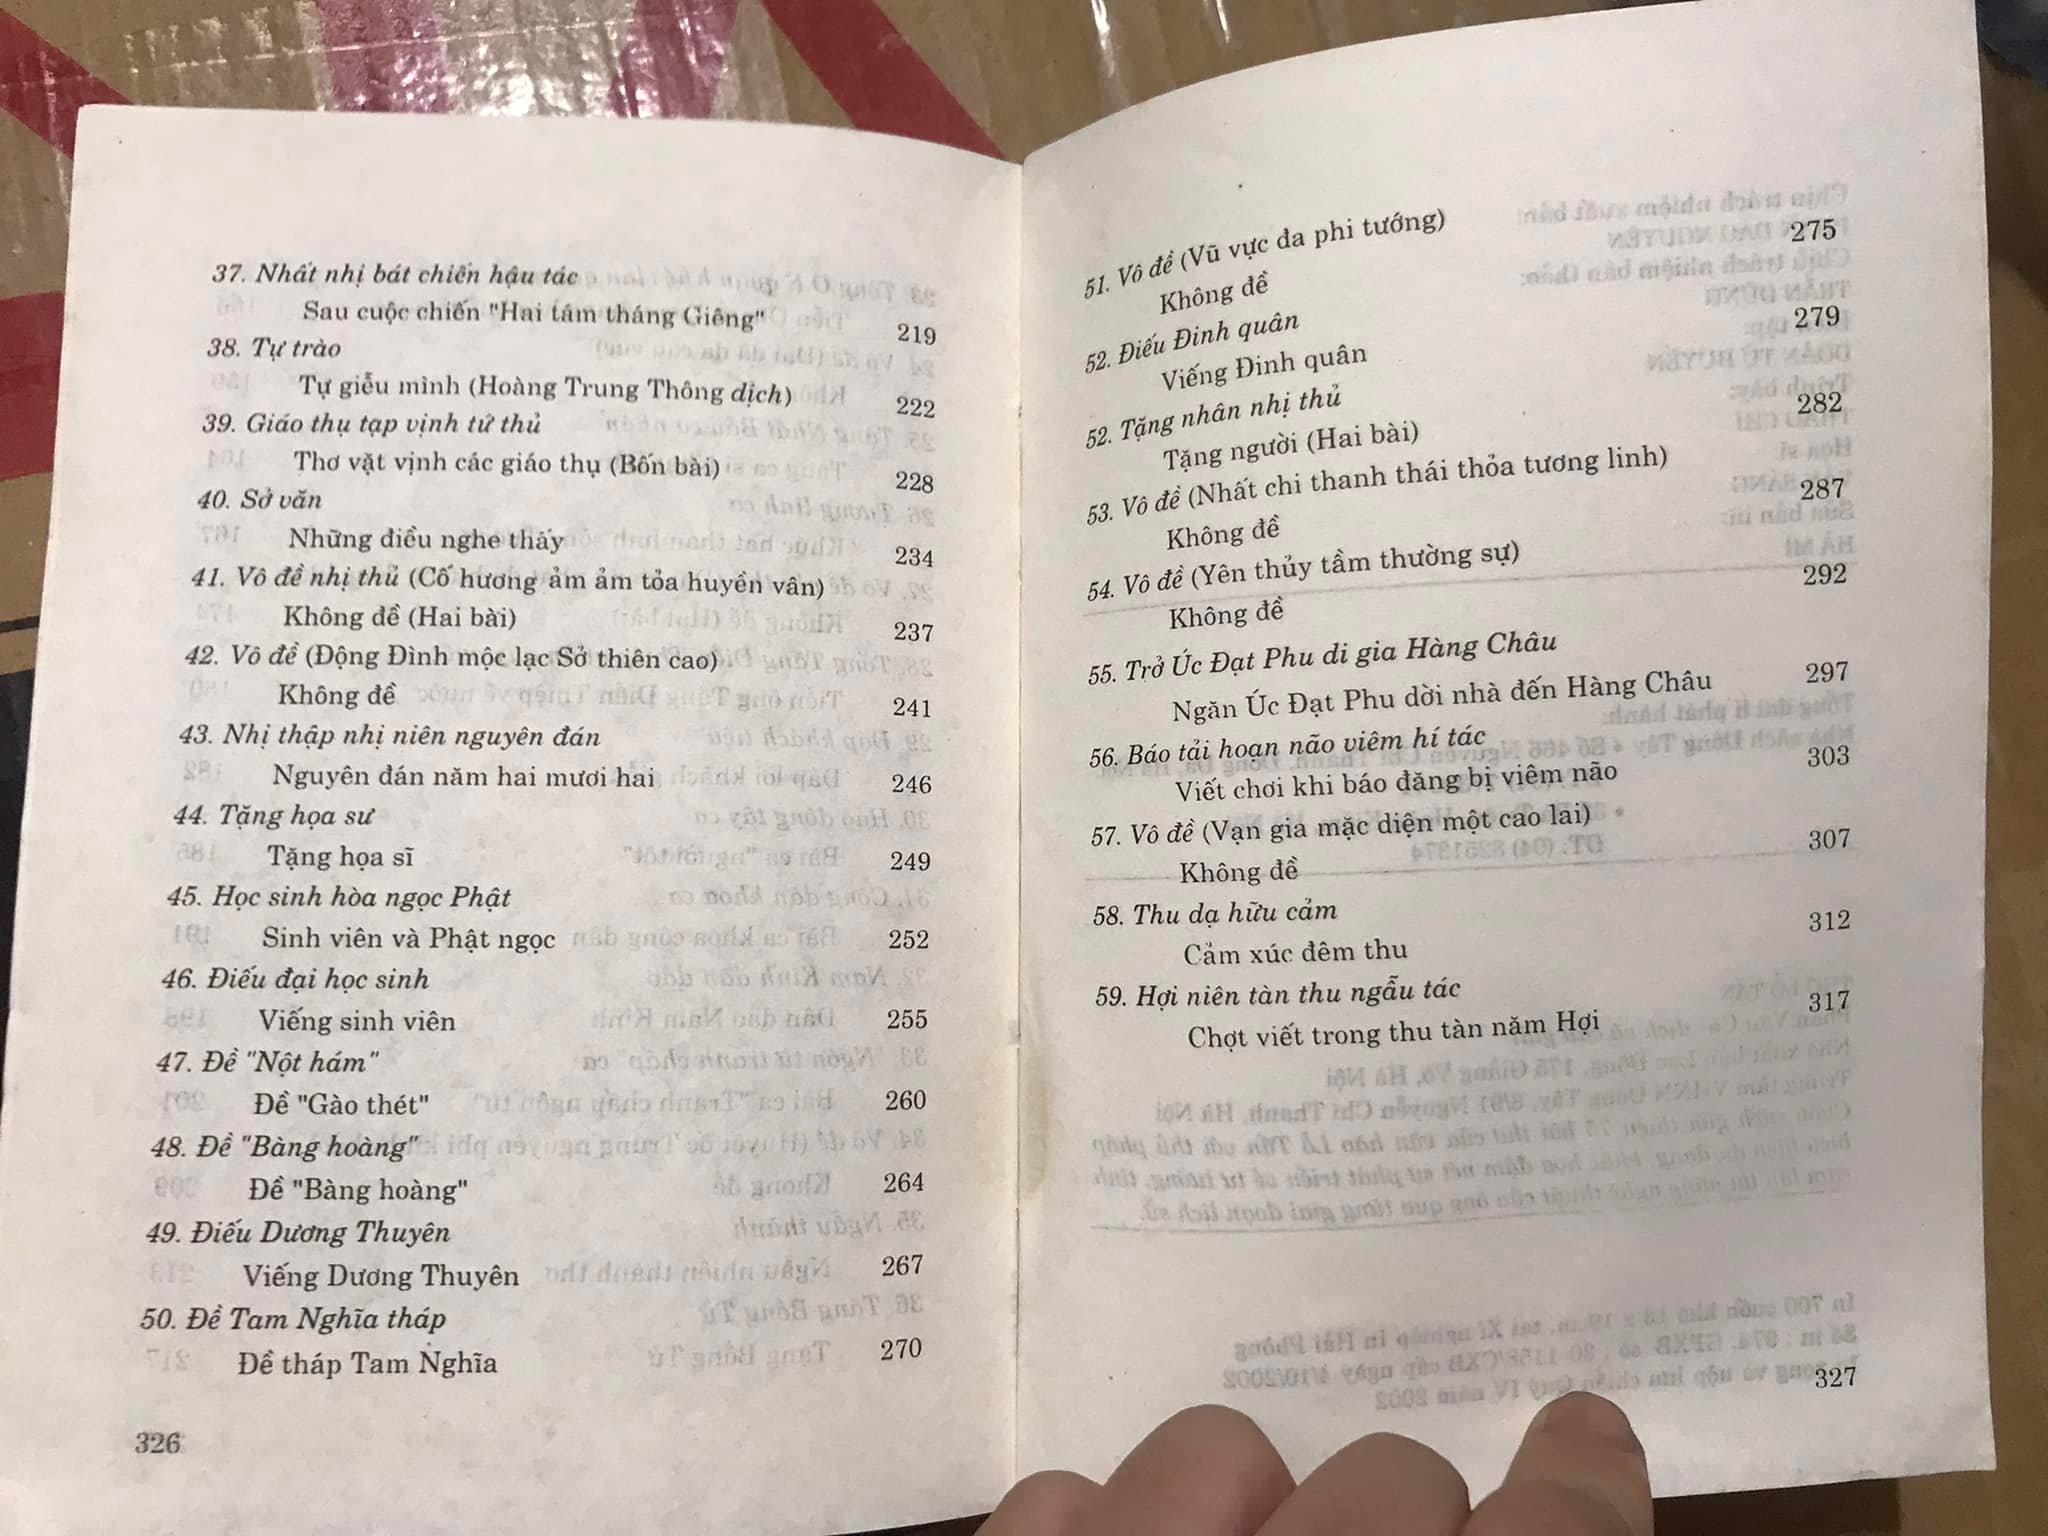 37. Nhất nhị bát chiến hậu tác
Sau cuộc chiến "Hai tám tháng Giêng" 219
38. Tự trào
Tự giễu mình (Hoàng Trung Thông dịch) 222
39. Giáo thụ tạp vịnh tứ thủ
Thơ vặt vịnh các giáo thụ (Bốn bài) 228
40. Sở văn
Những điều nghe thấy 234
41. Vô đề nhị thủ (Cố hương ảm ảm tỏa huyền vân)
Không đề (Hai bài) 237
42. Vô đề (Động Đình mộc lạc Sở thiên cao)
Không đề 241
43. Nhị thập nhị niên nguyên đán
Nguyên đán năm hai mươi hai 246
44. Tặng họa sư
Tặng họa sĩ 249
45. Học sinh hòa ngọc Phật
Sinh viên và Phật ngọc 252
46. Điếu đại học sinh
Viếng sinh viên 255
47. Đề "Nột hám"
Đề "Gào thét" 260
48. Đề "Bàng hoàng"
Đề "Bàng hoàng" 264
49. Điếu Dương Thuyên
Viếng Dương Thuyên 267
50. Đề Tam Nghĩa tháp
Đề tháp Tam Nghĩa 270
326
51. Vô đề (Vũ vực đa phi tướng) 275
Không đề
52. Điếu Đinh quân 279
Viếng Đinh quân
52. Tặng nhân nhị thủ 282
Tặng người (Hai bài)
53. Vô đề (Nhất chi thanh thái thỏa tương linh) 287
Không đề
54. Vô đề (Yên thủy tầm thường sự) 292
Không đề
55. Trở Úc Đạt Phu di gia Hàng Châu
Ngăn Úc Đạt Phu dời nhà đến Hàng Châu 297
56. Báo tải hoạn não viêm hí tác
Viết chơi khi báo đăng bị viêm não 303
57. Vô đề (Vạn gia mặc diện một cao lai)
Không đề 307
58. Thu dạ hữu cảm
Cảm xúc đêm thu 312
59. Hợi niên tàn thu ngẫu tác
Chợt viết trong thu tàn năm Hợi 317
327